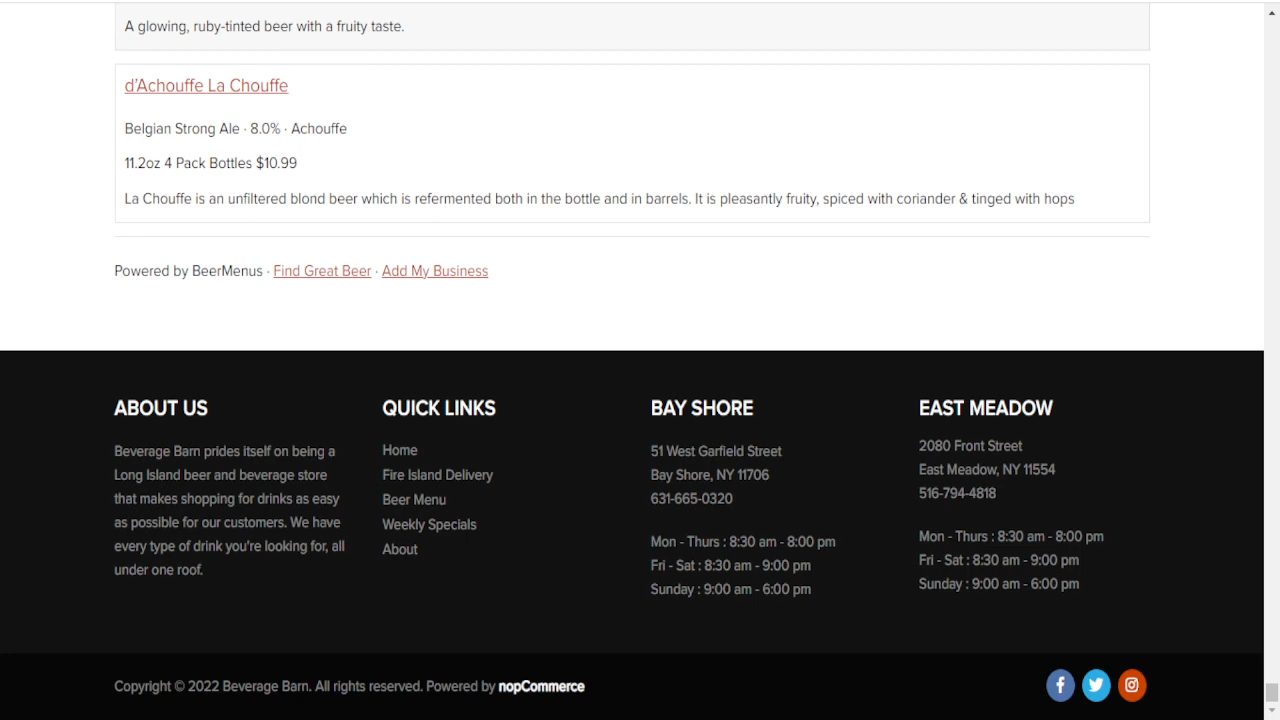 A glowing, ruby-tinted beer with a fruity taste.
d'Achouffe La Chouffe
Belgian Strong Ale · 8.0% · Achouffe
11.2oz 4 Pack Bottles $10.99
La Chouffe is an unfiltered blond beer which is refermented both in the bottle and in barrels. It is pleasantly fruity, spiced with coriander & tinged with hops
Powered by BeerMenus · Find Great Beer · Add My Business
ABOUT US
Beverage Barn prides itself on being a
Long Island beer and beverage store
that makes shopping for drinks as easy
as possible for our customers. We have
every type of drink you're looking for, all
under one roof.
QUICK LINKS
Home
Fire Island Delivery
Beer Menu
Weekly Specials
About
BAY SHORE
51 West Garfield Street
Bay Shore, NY 11706
631-665-0320
Mon - Thurs : 8:30 am - 8:00 pm
Fri - Sat : 8:30 am - 9:00 pm
Sunday : 9:00 am - 6:00 pm
EAST MEADOW
2080 Front Street
East Meadow, NY 11554
516-794-4818
Mon - Thurs : 8:30 am - 8:00 pm
Fri - Sat : 8:30 am - 9:00 pm
Sunday : 9:00 am - 6:00 pm
Copyright © 2022 Beverage Barn. All rights reserved. Powered by nopCommerce